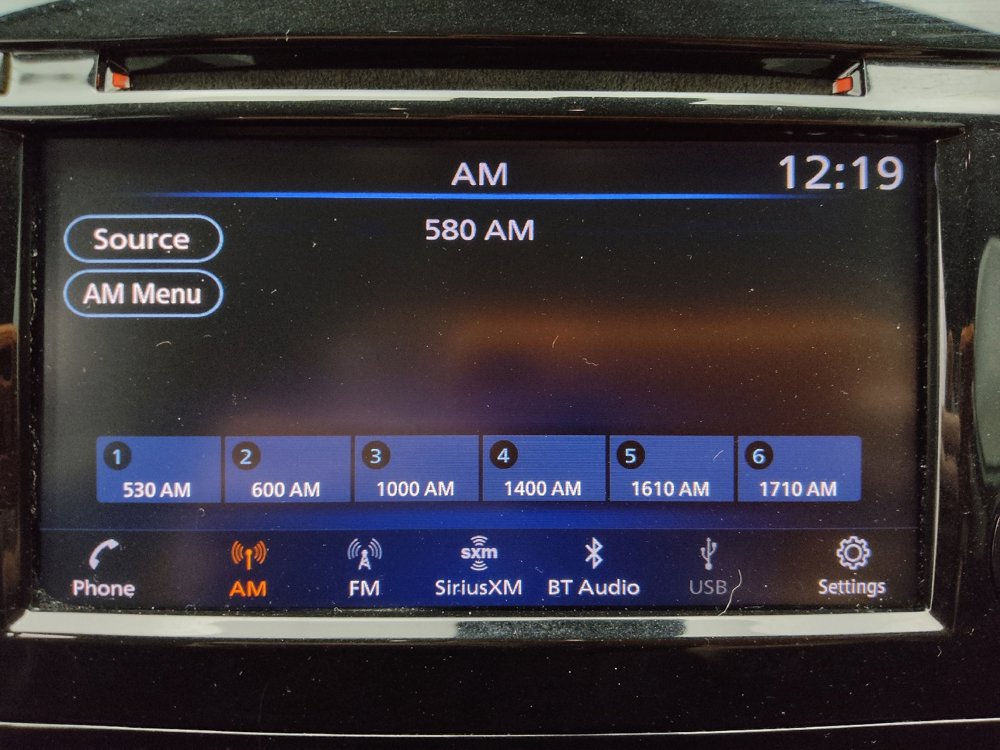 AM 12:19
580 AM
Source
AM Menu
1 2 3 4 5 6
530 AM 600 AM 1000 AM 1400 AM 1610 AM 1710 AM
sxm
Phone AM FM SiriusXM BT Audio USB Settings